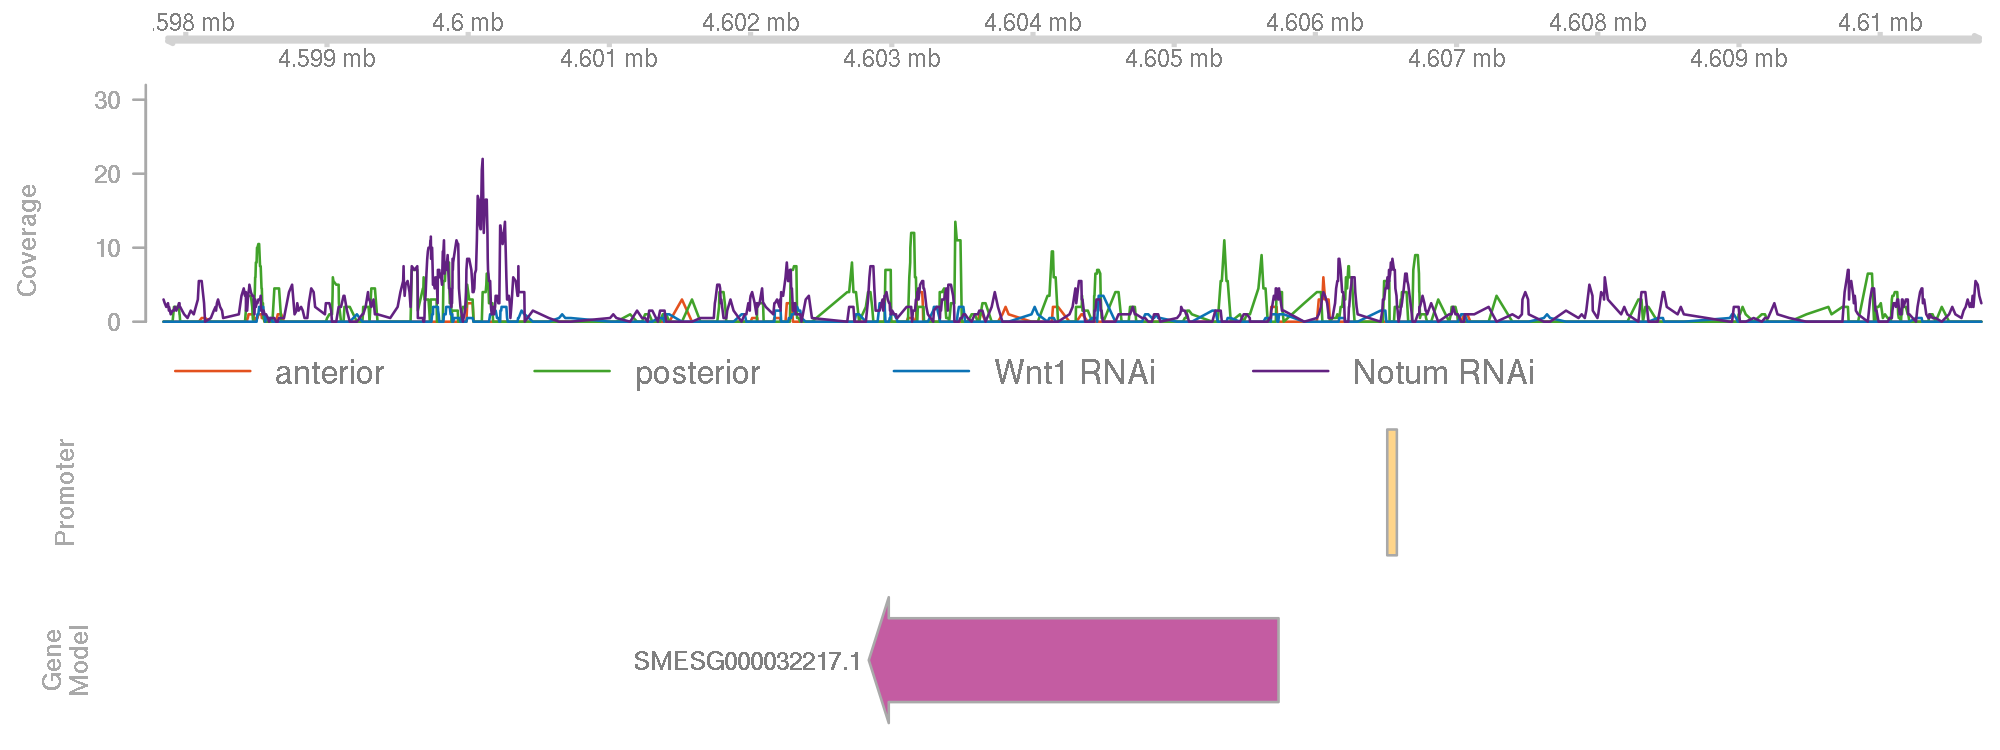 .598 mb 4.6 mb 4.602 mb 4.604 mb 4.606 mb 4.608 mb 4.61 mb
4.599 mb 4.601 mb 4.603 mb 4.605 mb 4.607 mb 4.609 mb
30
20
10
0
Coverage
anterior posterior Wnt1 RNAi Notum RNAi
Promoter
Gene
Model
SMESG000032217.1